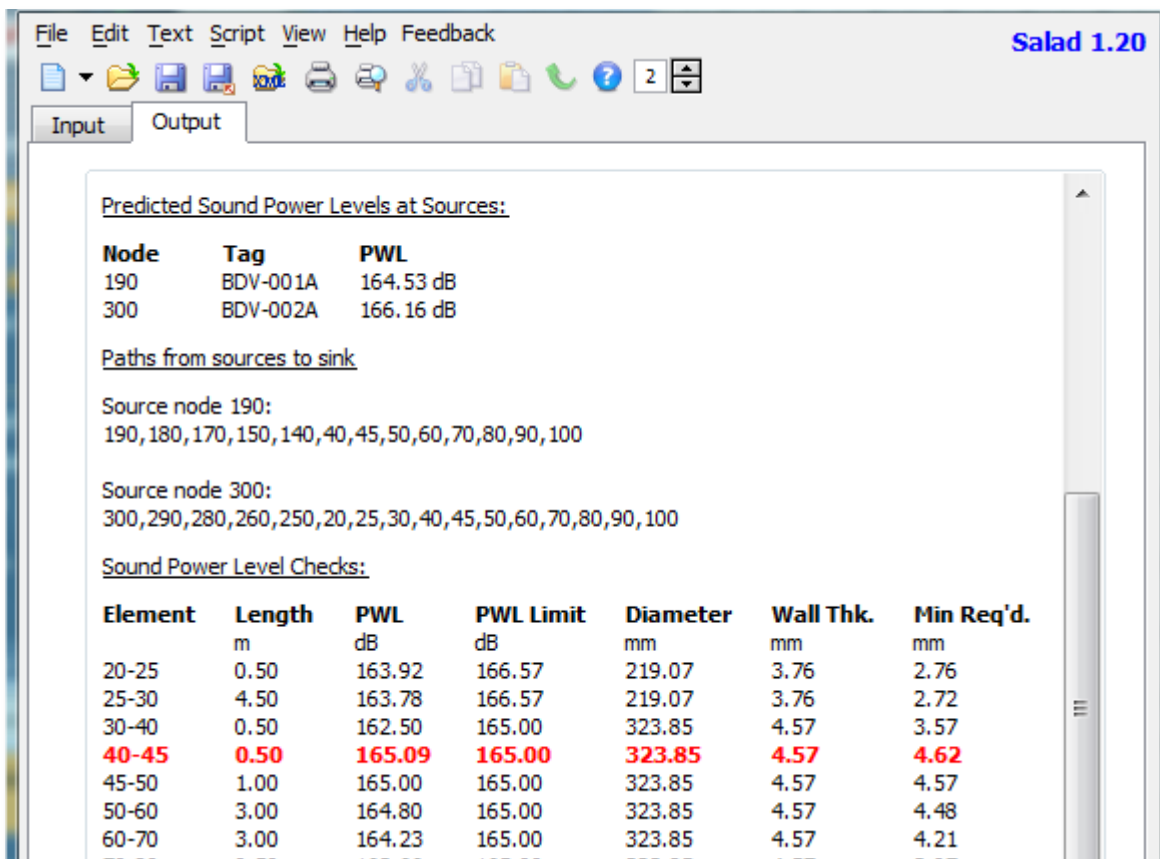 File Edit Text Script View Help Feedback
Salad 1.20
2
Input Output
Predicted Sound Power Levels at Sources:
Node Tag PWL
190 BDV-001A 164.53 dB
300 BDV-002A 166.16 dB
Paths from sources to sink
Source node 190:
190,180,170,150,140,40,45,50,60,70,80,90,100
Source node 300:
300,290,280,260,250,20,25,30,40,45,50,60,70,80,90,100
Sound Power Level Checks:
Element Length PWL PWL Limit Diameter Wall Thk. Min Req'd.
m dB dB mm mm mm
20-25 0.50 163.92 166.57 219.07 3.76 2.76
25-30 4.50 163.78 166.57 219.07 3.76 2.72
30-40 0.50 162.50 165.00 323.85 4.57 3.57
40-45 0.50 165.09 165.00 323.85 4.57 4.62
45-50 1.00 165.00 165.00 323.85 4.57 4.57
50-60 3.00 164.80 165.00 323.85 4.57 4.48
60-70 3.00 164.23 165.00 323.85 4.57 4.21